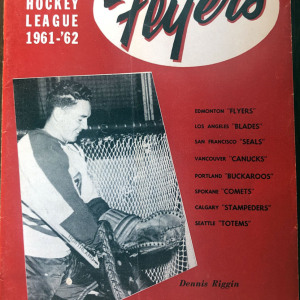 HOCKEY
LEAGUE
1961-'62
Flyers
EDMONTON "FLYERS"
LOS ANGELES "BLADES"
SAN FRANCISCO "SEALS"
VANCOUVER "CANUCKS"
PORTLAND "BUCKAROOS"
SPOKANE "COMETS"
CALGARY "STAMPEDERS"
SEATTLE "TOTEMS"
Dennis Riggin